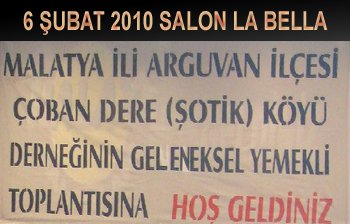 6 ŞUBAT 2010 SALON LA BELLA
MALATYA İLİ ARGUVAN İLÇESİ
ÇOBAN DERE (ŞOTİK) KÖYÜ
DERNEĞİNİN GELENEKSEL YEMEKLİ
TOPLANTISINA HOŞ GELDİNİZ